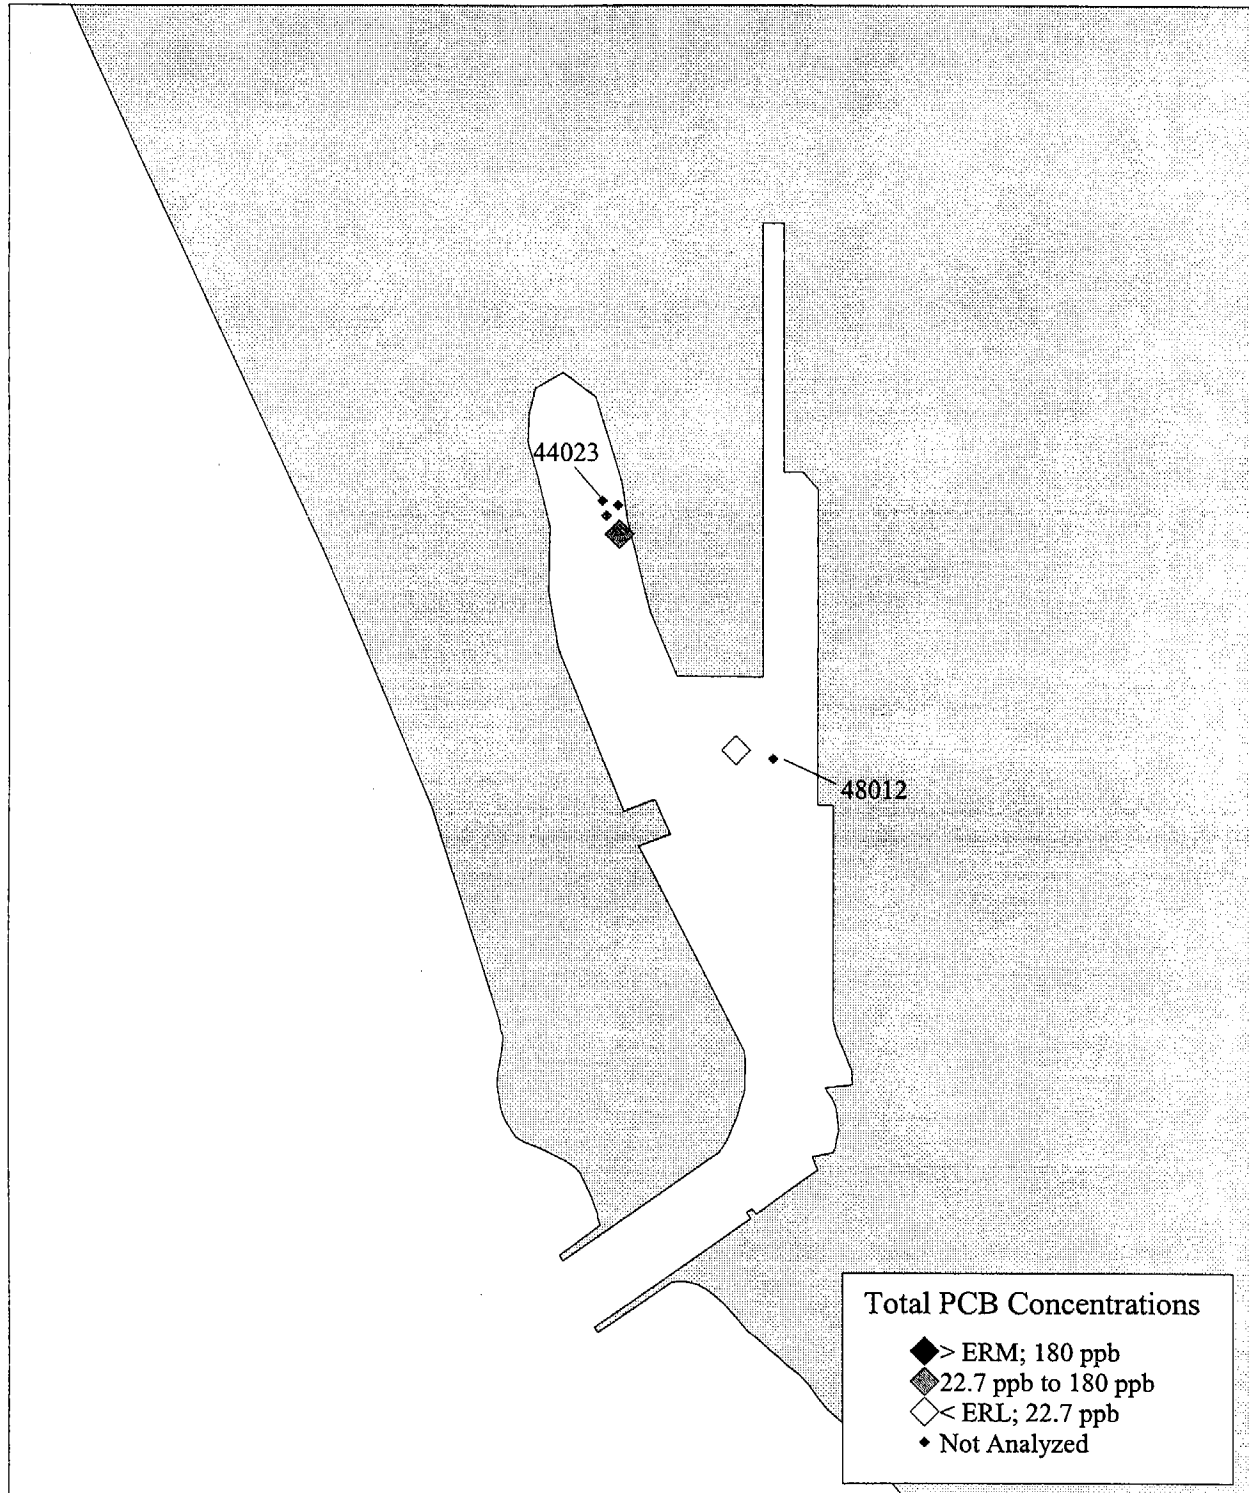 44023
48012
Total PCB Concentrations
> ERM; 180 ppb
22.7 ppb to 180 ppb
< ERL; 22.7 ppb
Not Analyzed